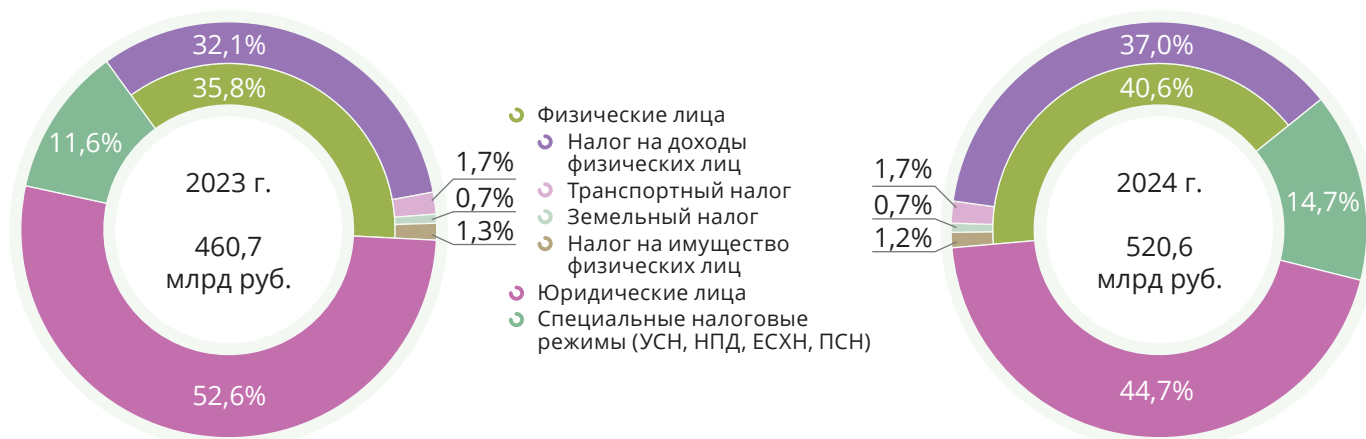 32,1%
35,8%
11,6%
2023 г.
460,7
млрд руб.
1,7%
0,7%
1,3%
52,6%
Физические лица
Налог на доходы
физических лиц
Транспортный налог
Земельный налог
Налог на имущество
физических лиц
Юридические лица
Специальные налоговые
режимы (УСН, НПД, ЕСХН, ПСН)
37,0%
40,6%
1,7%
0,7%
1,2%
2024 г.
520,6
млрд руб.
14,7%
44,7%